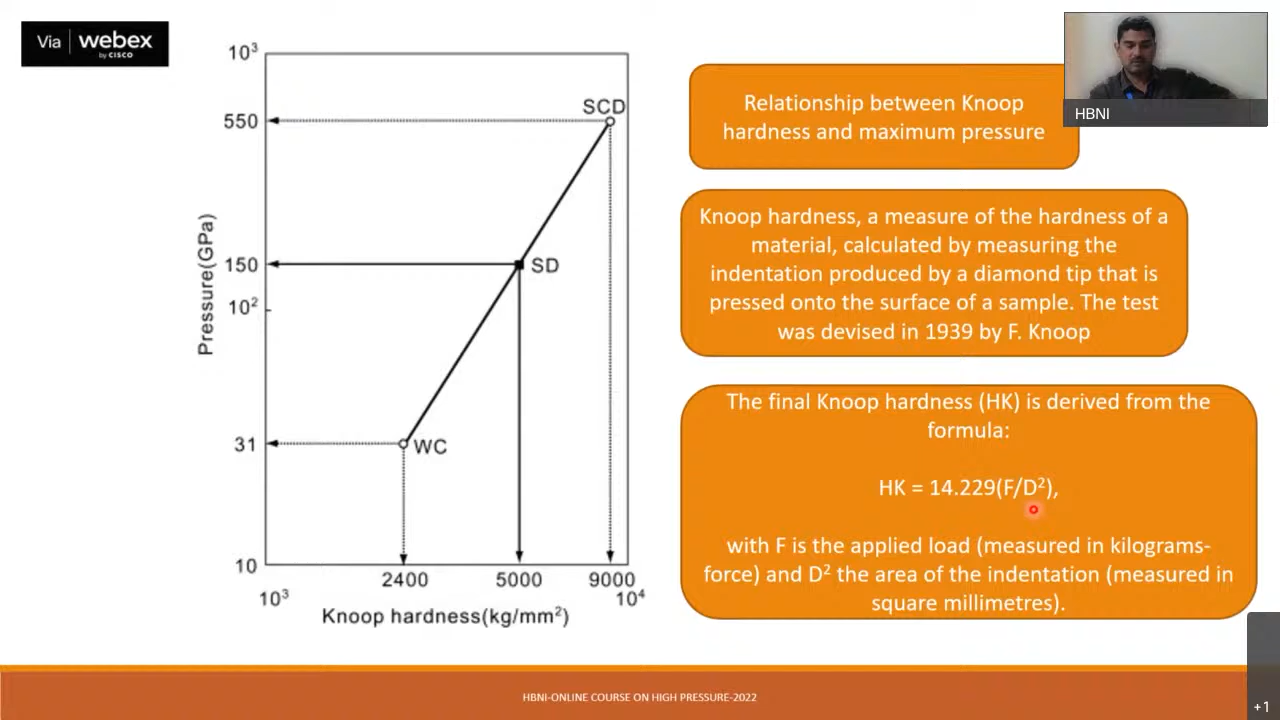 Via webex
by CISCO
10³
SCD
550
150
SD
10²
Pressure(GPa)
31
WC
10
2400 5000 9000
10³ 10⁴
Knoop hardness(kg/mm²)
Relationship between Knoop
hardness and maximum pressure
HBNI
Knoop hardness, a measure of the hardness of a
material, calculated by measuring the
indentation produced by a diamond tip that is
pressed onto the surface of a sample. The test
was devised in 1939 by F. Knoop
The final Knoop hardness (HK) is derived from the
formula:
HK = 14.229(F/D²),
with F is the applied load (measured in kilograms-
force) and D² the area of the indentation (measured in
square millimetres).
HBNI-ONLINE COURSE ON HIGH PRESSURE-2022
+1